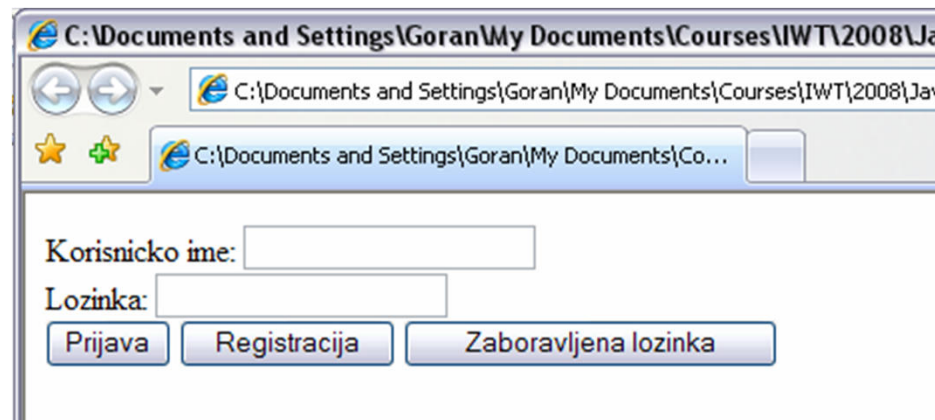 C:\Documents and Settings\Goran\My Documents\Courses\IWT\2008\Ja
C:\Documents and Settings\Goran\My Documents\Courses\IWT\2008\Jav
C:\Documents and Settings\Goran\My Documents\Co...
Korisnicko ime:
Lozinka:
Prijava Registracija Zaboravljena lozinka